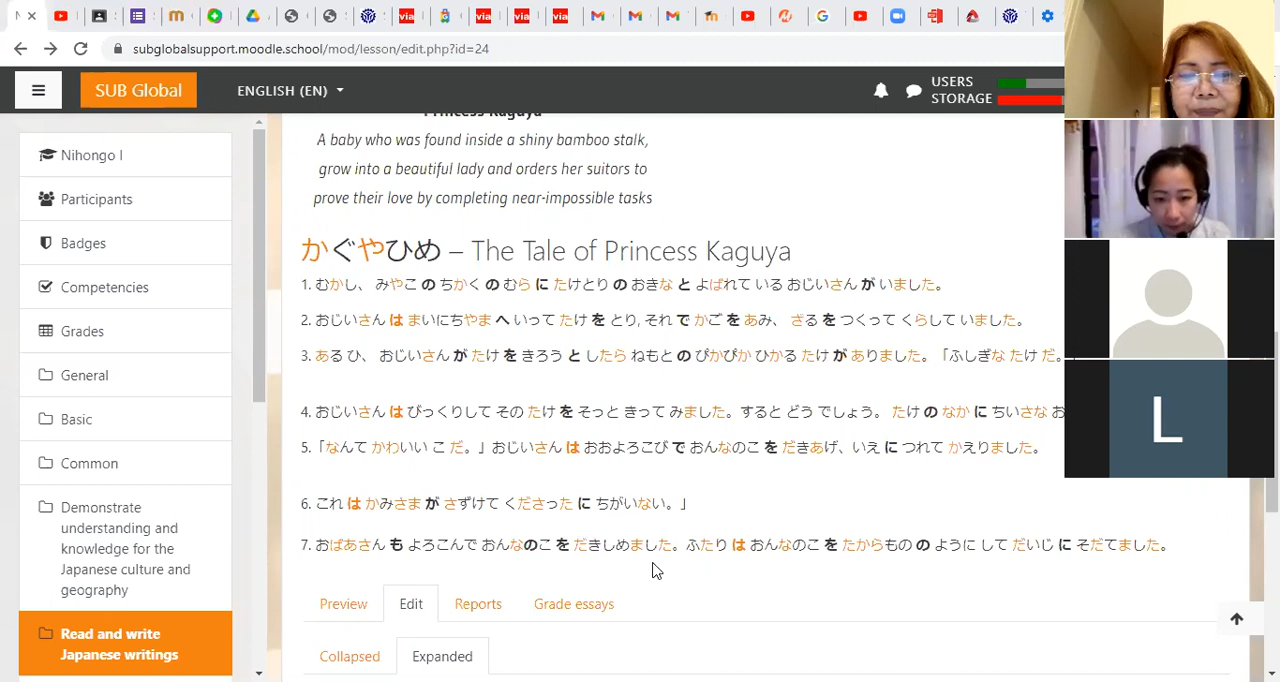 via
via
via
via
subglobalsupport.moodle.school/mod/lesson/edit.php?id=24
SUB Global
ENGLISH (EN)
USERS
STORAGE
Nihongo I
Participants
Badges
Competencies
Grades
General
Basic
Common
Demonstrate
understanding and
knowledge for the
Japanese culture and
geography
Read and write
Japanese writings
Princess Kaguya
A baby who was found inside a shiny bamboo stalk,
grow into a beautiful lady and orders her suitors to
prove their love by completing near-impossible tasks
かぐやひめ – The Tale of Princess Kaguya
1. むかし、 みやこ の ちかく の むら に たけとり の おきな と よばれて いる おじいさん が いました。
2. おじいさん は まいにちやま へ いって たけ を とり, それ で かご を あみ、 ざる を つくって くらして いました。
3. ある ひ、 おじいさん が たけ を きろう と したら ねもと の ぴかぴか ひかる たけ が ありました。「ふしぎな たけ だ。
4. おじいさん は びっくりして その たけ を そっと きって みました。すると どう でしょう。 たけ の なか に ちいさな お
5.「なんて かわいい こ だ。」おじいさん は おおよろこび で おんなのこ を だきあげ、いえ に つれて かえりました。
6. これ は かみさま が さずけて くださった に ちがいない。」
7. おばあさん も よろこんで おんなのこ を だきしめました。ふたり は おんなのこ を たからもの の ように して だいじ に そだてました。
Preview
Edit
Reports
Grade essays
Collapsed
Expanded
L